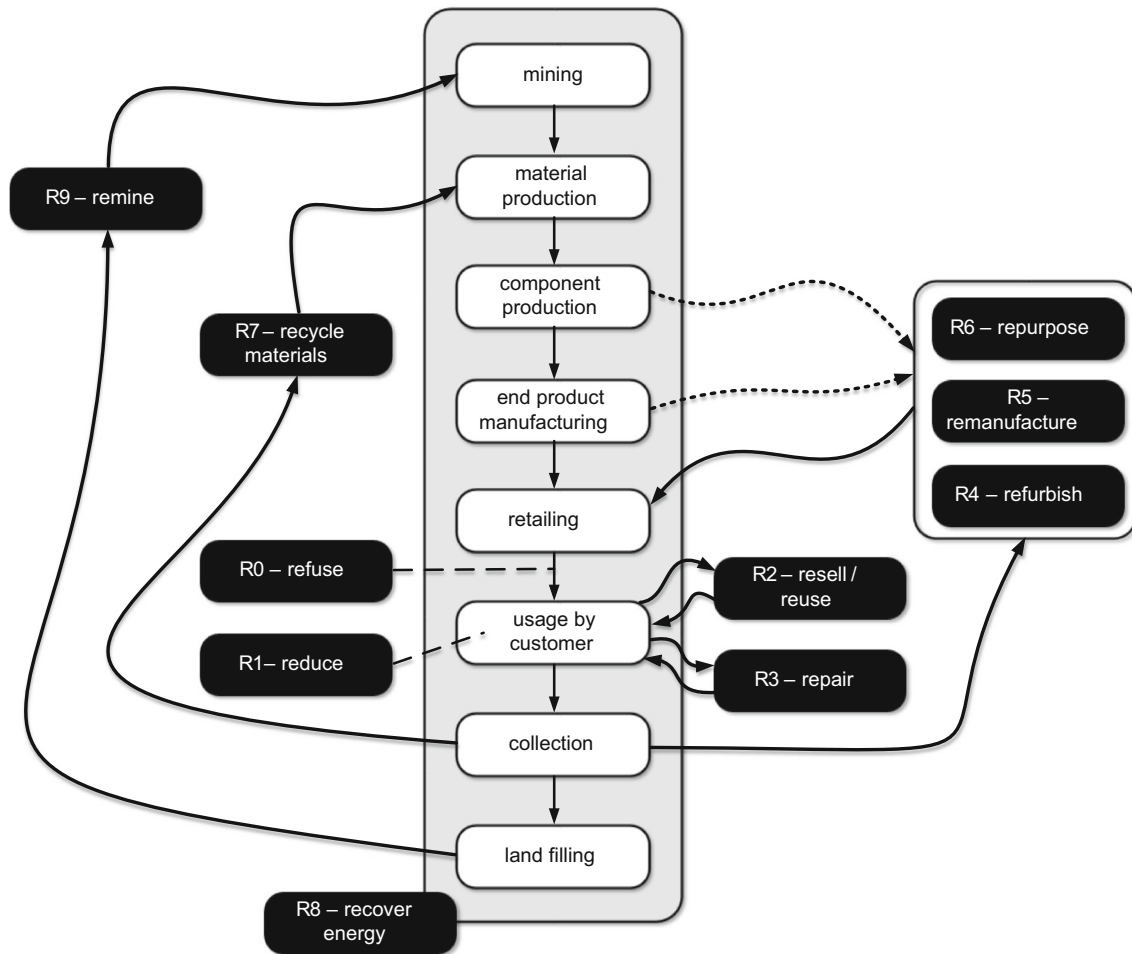 mining
material
production
R9 – remine
component
production
R7 – recycle
materials
R6 – repurpose
end product
manufacturing
R5 –
remanufacture
R4 – refurbish
retailing
R0 – refuse
R2 – resell /
reuse
usage by
customer
R1– reduce
R3 – repair
collection
land filling
R8 – recover
energy